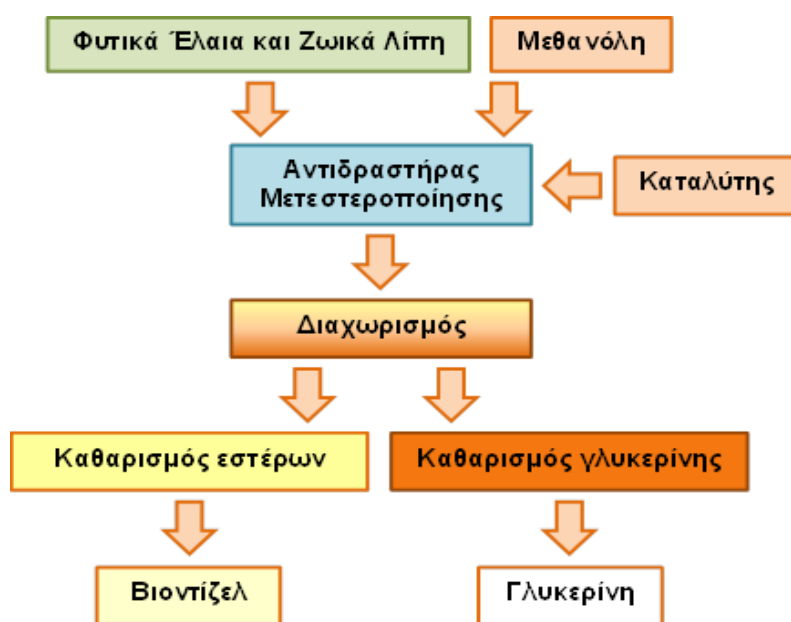 Φυτικά Έλαια και Ζωικά Λίπη
Μεθανόλη
Αντιδραστήρας
Μετεστεροποίησης
Καταλύτης
Διαχωρισμός
Καθαρισμός εστέρων
Καθαρισμός γλυκερίνης
Βιοντίζελ
Γλυκερίνη